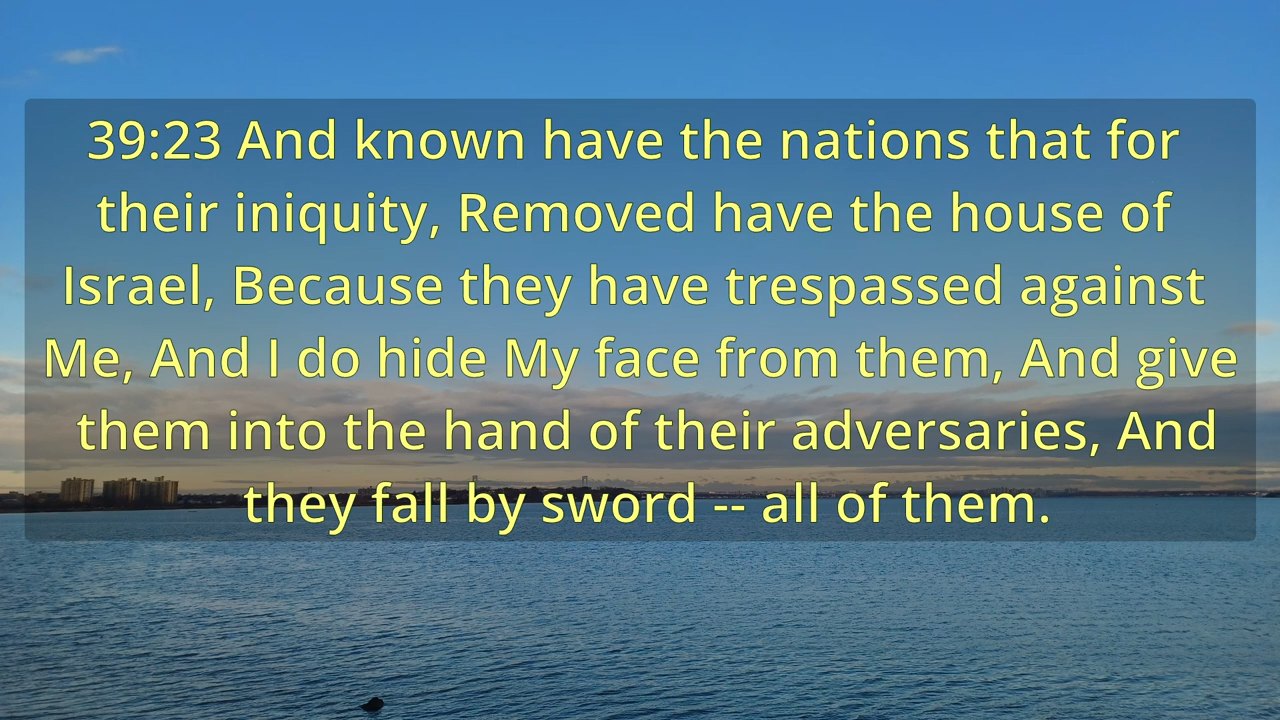 39:23 And known have the nations that for
their iniquity, Removed have the house of
Israel, Because they have trespassed against
Me, And I do hide My face from them, And give
them into the hand of their adversaries, And
they fall by sword -- all of them.